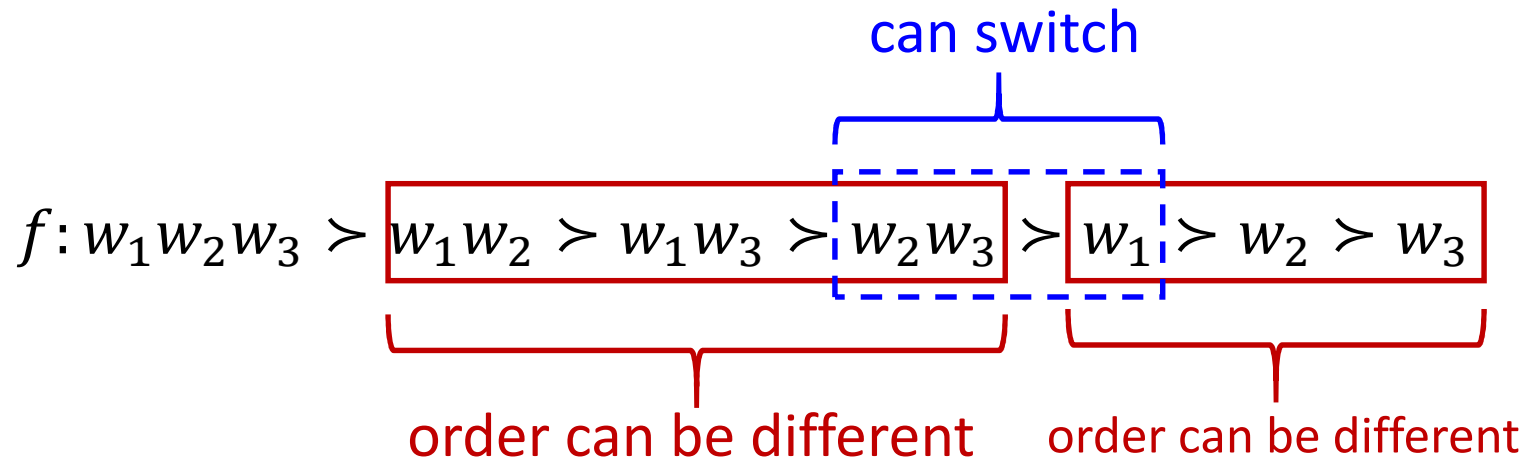 can switch
f: w₁w₂w₃ ≻ w₁w₂ ≻ w₁w₃ ≻ w₂w₃ ≻ w₁ ≻ w₂ ≻ w₃
order can be different order can be different